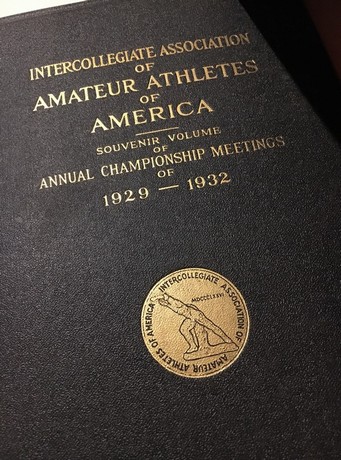 INTERCOLLEGIATE ASSOCIATION
OF
AMATEUR ATHLETES
OF
AMERICA
SOUVENIR VOLUME
OF
ANNUAL CHAMPIONSHIP MEETINGS
OF
1929 — 1932
INTERCOLLEGIATE ASSOCIATION OF AMATEUR ATHLETES OF AMERICA
MDCCCLXXVI